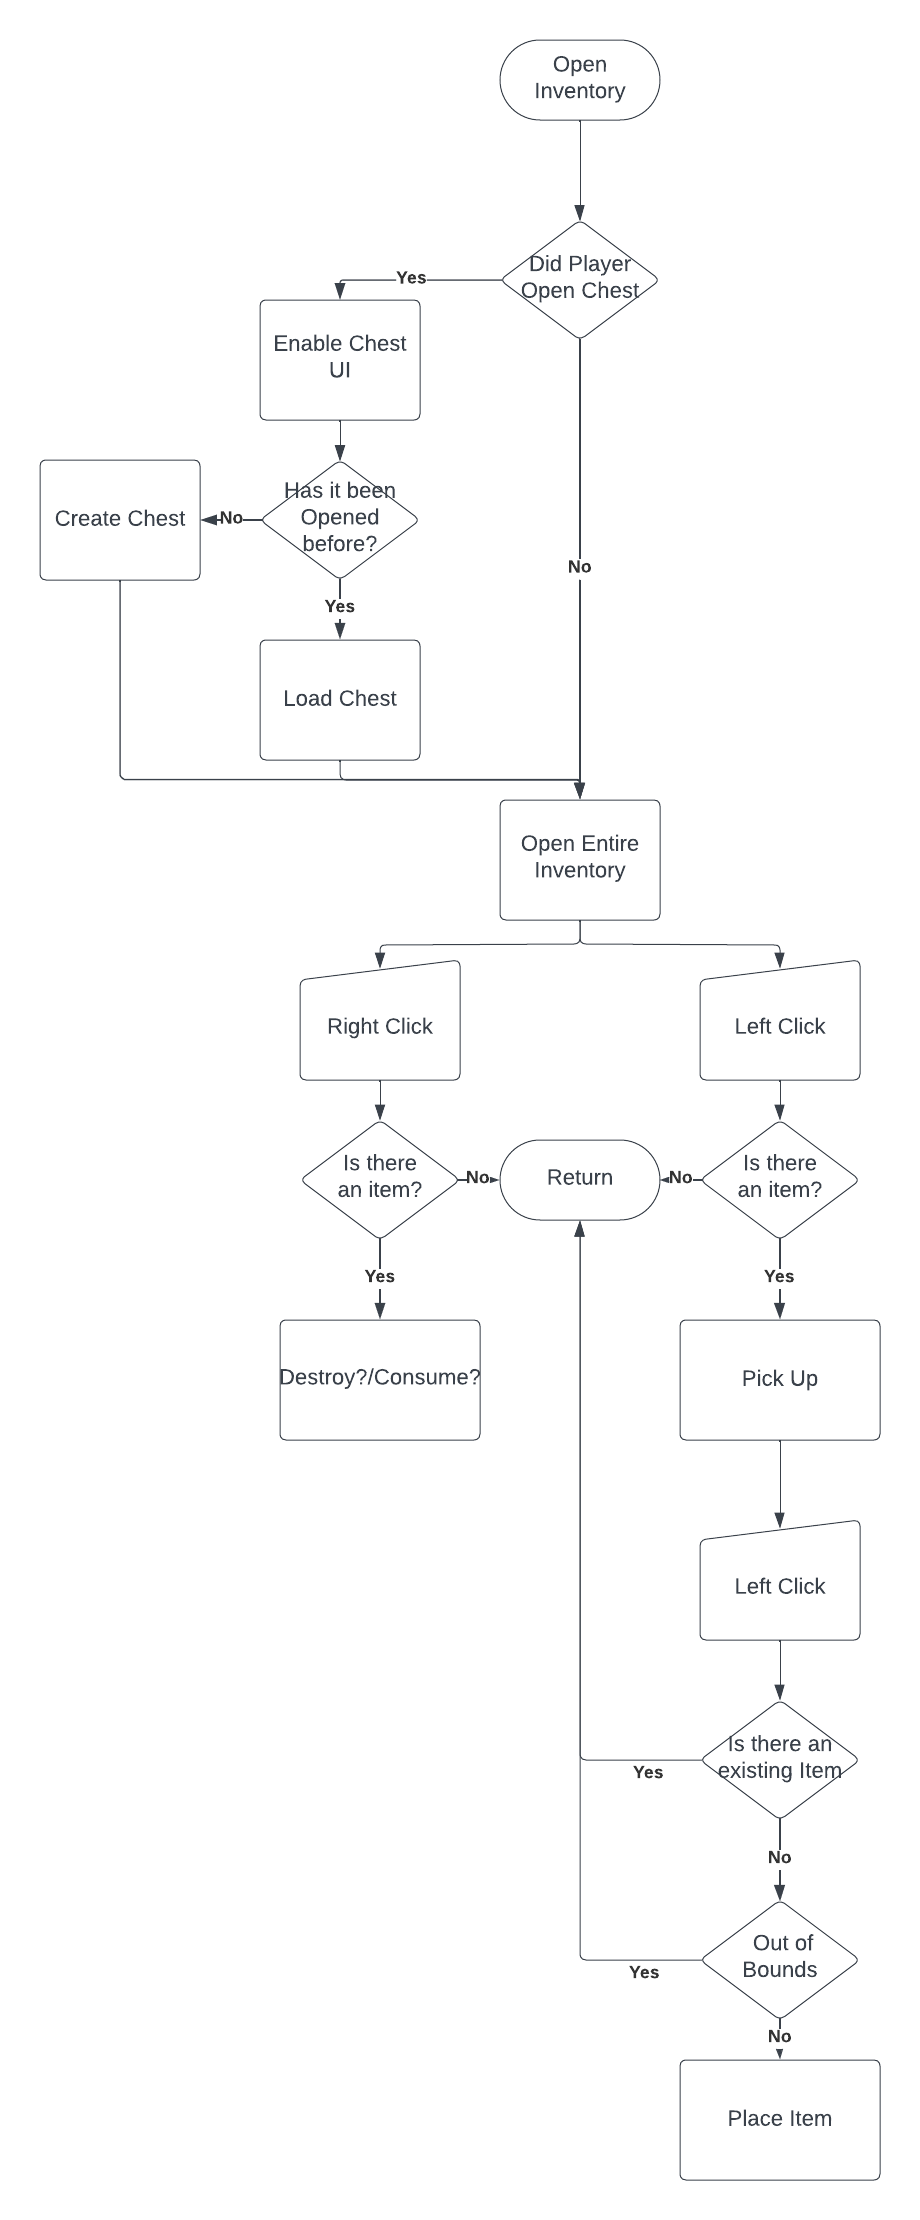 Open
Inventory
Did Player
Open Chest
Yes
Enable Chest
UI
Has it been
Opened
before?
No
Create Chest
Yes
Load Chest
No
Open Entire
Inventory
Right Click
Left Click
Is there
an item?
No
Return
No
Is there
an item?
Yes
Yes
Destroy?/Consume?
Pick Up
Left Click
Is there an
existing Item
Yes
No
Out of
Bounds
Yes
No
Place Item